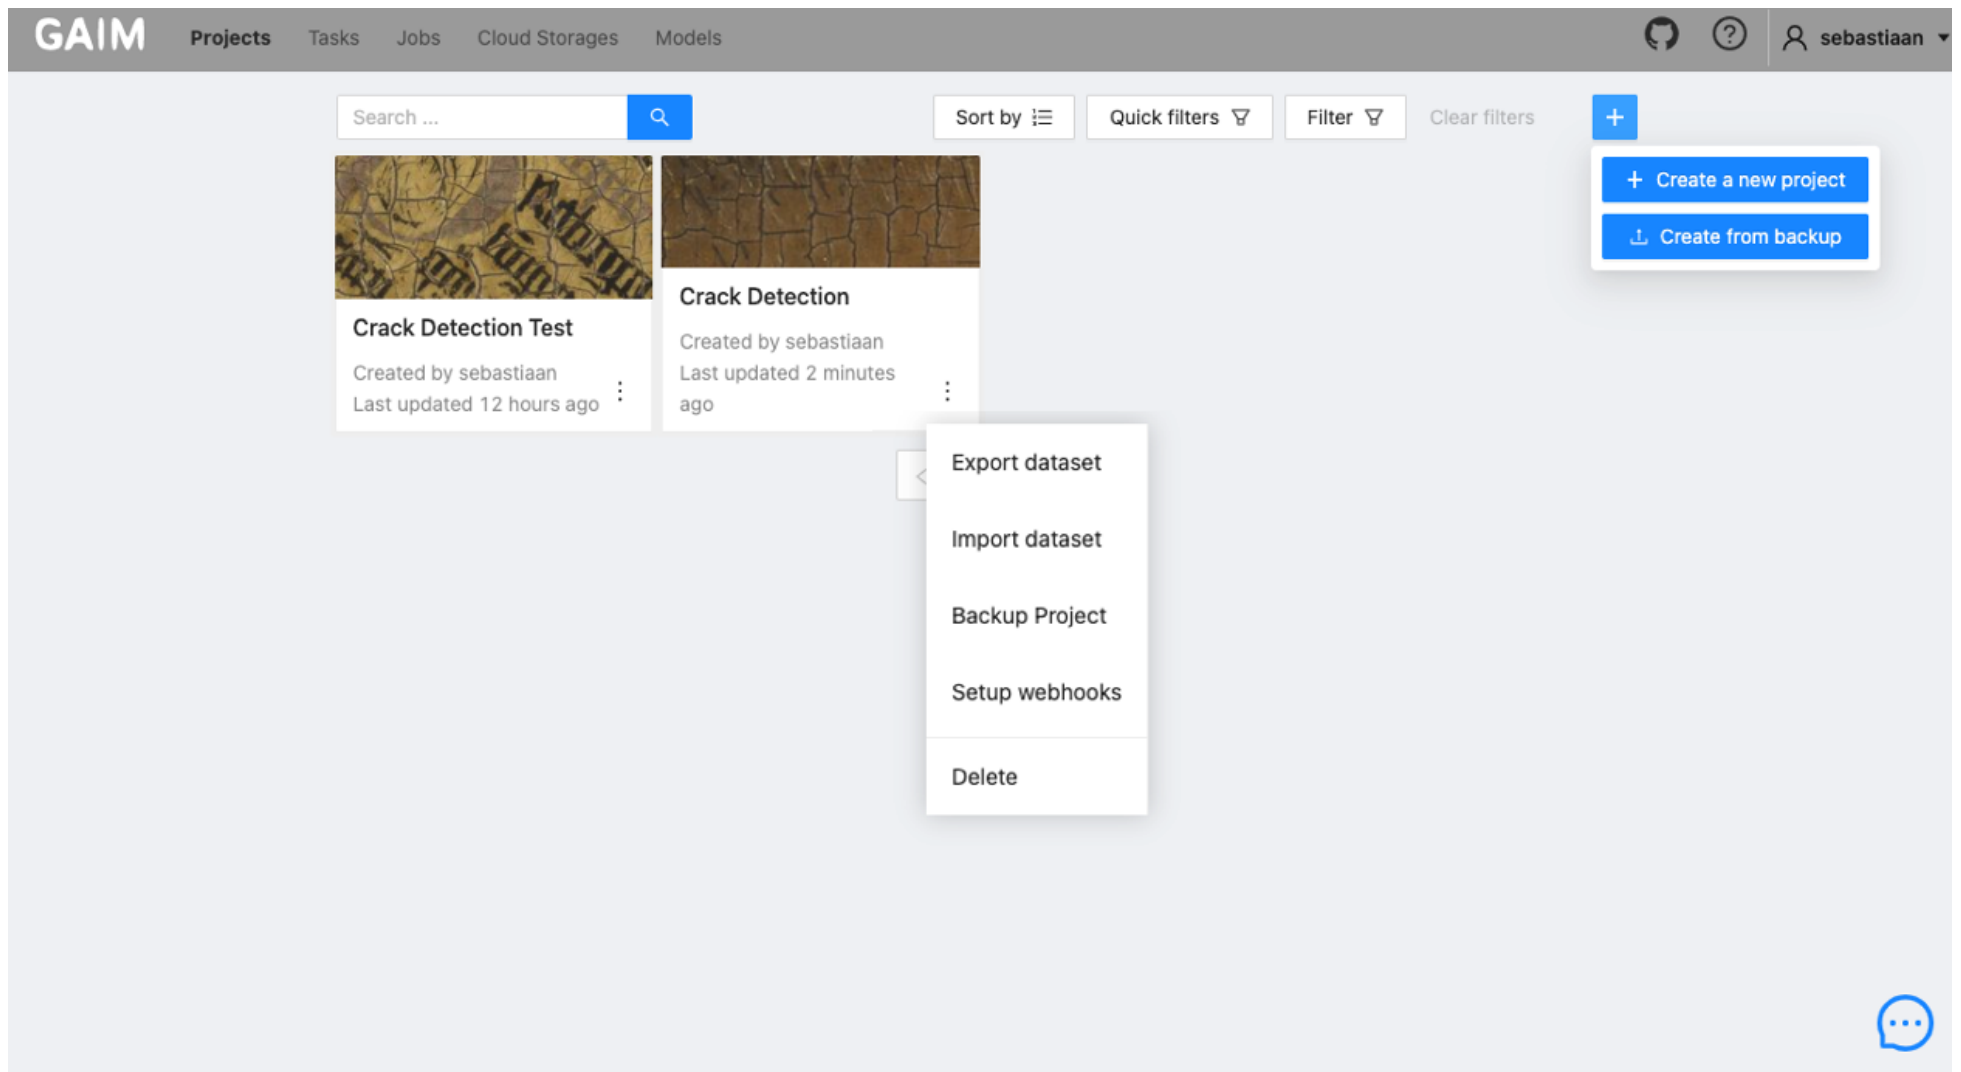 GAIM Projects Tasks Jobs Cloud Storages Models sebastiaan
Search ... Sort by Quick filters Filter Clear filters
Create a new project
Create from backup
Crack Detection Test
Created by sebastiaan
Last updated 12 hours ago
Crack Detection
Created by sebastiaan
Last updated 2 minutes
ago
Export dataset
Import dataset
Backup Project
Setup webhooks
Delete